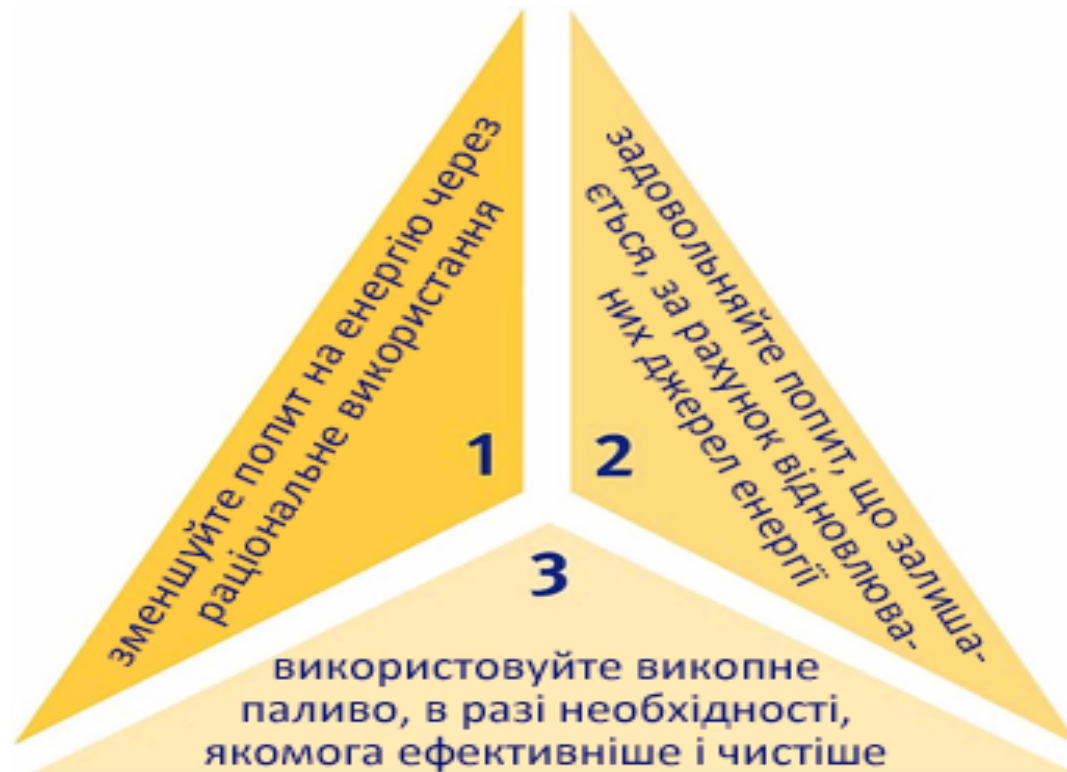 зменшуйте попит на енергію через
раціональне використання
1
задовольняйте попит, що залиша-
ється, за рахунок відновлюва-
них джерел енергії
2
3
використовуйте викопне
паливо, в разі необхідності,
якомога ефективніше і чистіше